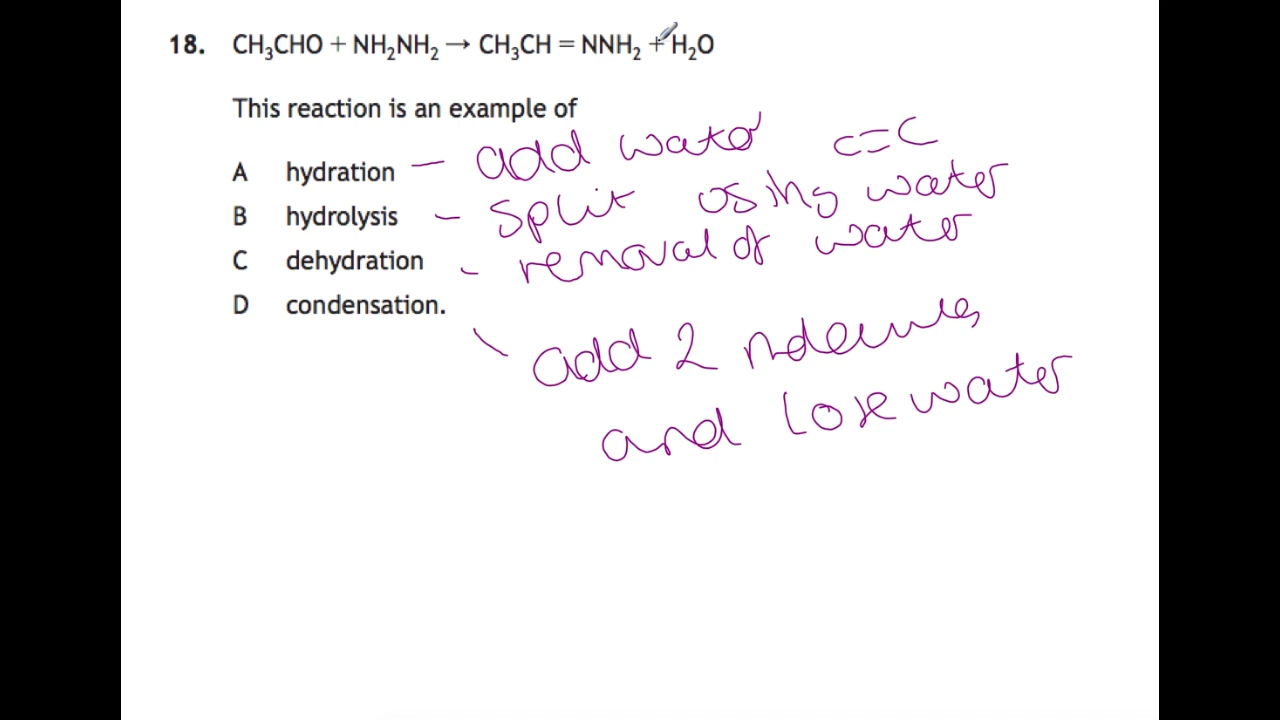 18. CH₃CHO + NH₂NH₂ → CH₃CH = NNH₂ + H₂O
This reaction is an example of
A hydration – add water C=C
B hydrolysis – split using water
C dehydration – removal of water
D condensation. – add 2 molecules
and lose water